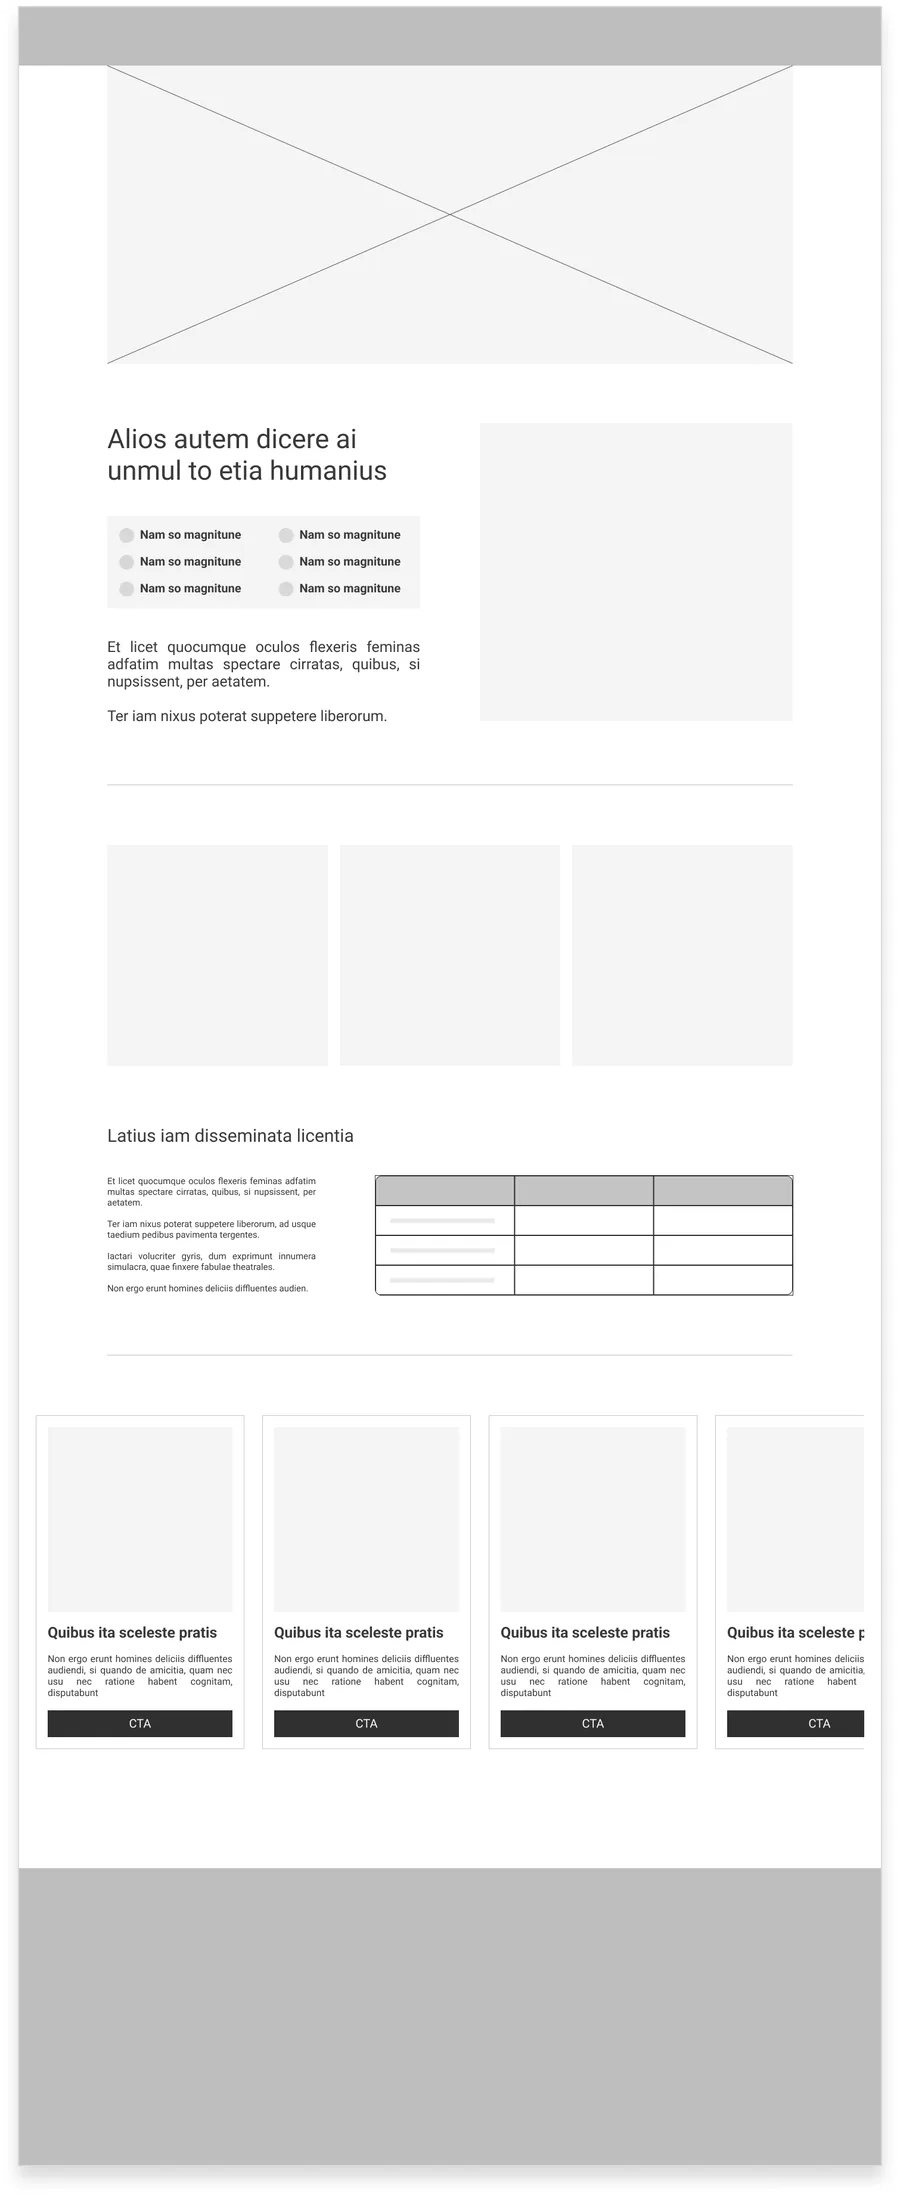 Alios autem dicere ai
unmul to etia humanius
Nam so magnitune
Nam so magnitune
Nam so magnitune
Nam so magnitune
Nam so magnitune
Nam so magnitune
Et licet quocumque oculos flexeris feminas
adfatim multas spectare cirratas, quibus, si
nupsissent, per aetatem.
Ter iam nixus poterat suppetere liberorum.
Latius iam disseminata licentia
Et licet quocumque oculos flexeris feminas adfatim
multas spectare cirratas, quibus, si nupsissent, per
aetatem.
Ter iam nixus poterat suppetere liberorum, ad usque
taedium pedibus pavimenta tergentes.
Iactari volucriter gyris, dum exprimunt innumera
simulacra, quae finxere fabulae theatrales.
Non ergo erunt homines deliciis diffluentes audien.
Quibus ita sceleste pratis
Non ergo erunt homines deliciis diffluentes
audiendi, si quando de amicitia, quam nec
usu nec ratione habent cognitam,
disputabunt
CTA
Quibus ita sceleste pratis
Non ergo erunt homines deliciis diffluentes
audiendi, si quando de amicitia, quam nec
usu nec ratione habent cognitam,
disputabunt
CTA
Quibus ita sceleste pratis
Non ergo erunt homines deliciis diffluentes
audiendi, si quando de amicitia, quam nec
usu nec ratione habent cognitam,
disputabunt
CTA
Quibus ita sceleste p
Non ergo erunt homines deliciis
audiendi, si quando de amicitia,
usu nec ratione habent
disputabunt
CTA